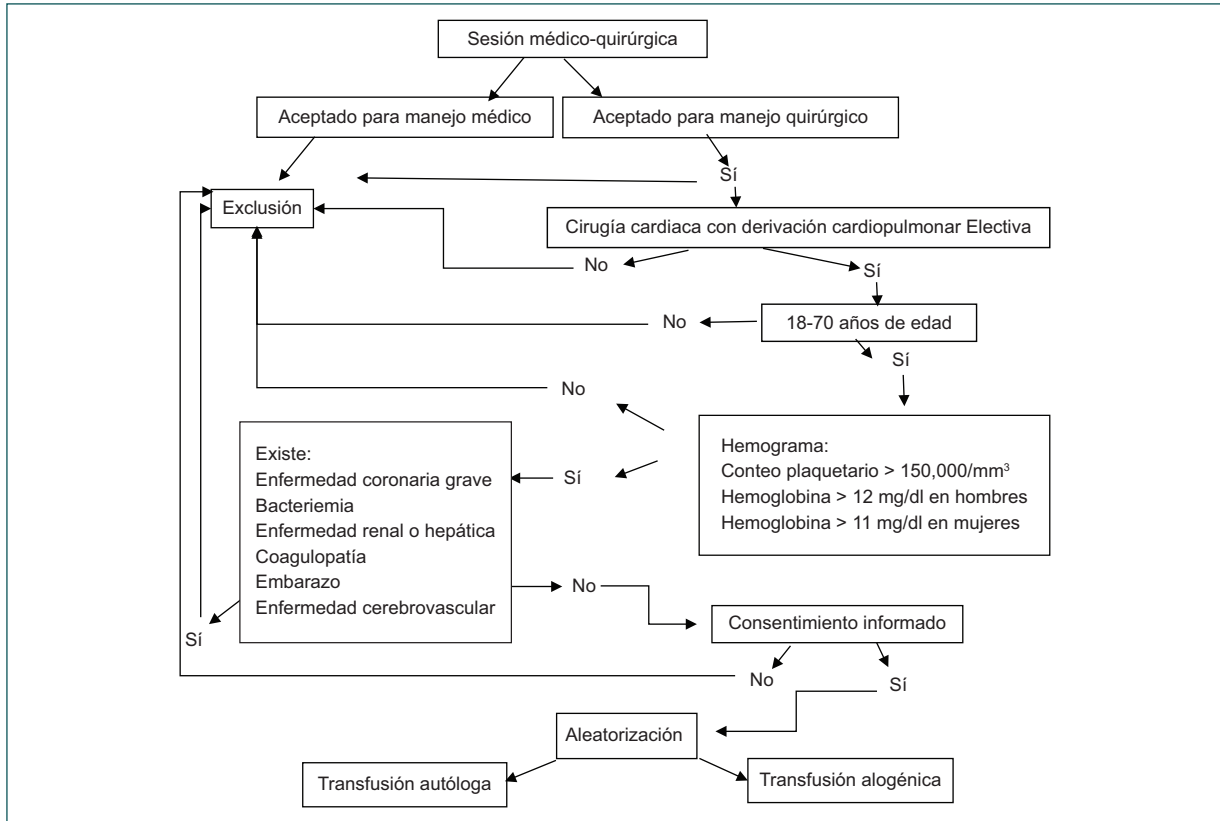 Sesión médico-quirúrgica
Aceptado para manejo médico
Aceptado para manejo quirúrgico
Sí
Exclusión
Cirugía cardiaca con derivación cardiopulmonar Electiva
No
Sí
No
18-70 años de edad
Sí
No
Hemograma:
Conteo plaquetario > 150,000/mm³
Hemoglobina > 12 mg/dl en hombres
Hemoglobina > 11 mg/dl en mujeres
Sí
Existe:
Enfermedad coronaria grave
Bacteriemia
Enfermedad renal o hepática
Coagulopatía
Embarazo
Enfermedad cerebrovascular
No
Sí
Consentimiento informado
No
Sí
Aleatorización
Transfusión autóloga
Transfusión alogénica